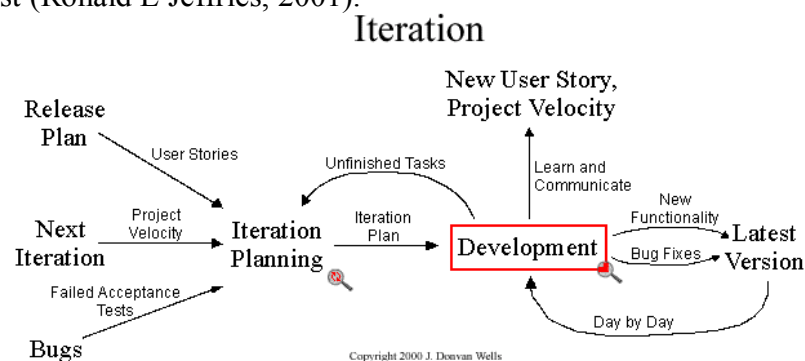 st (Ronald E Jeffries, 2001).
Iteration
New User Story,
Project Velocity
Release
Plan
User Stories
Unfinished Tasks
Learn and
Communicate
Next
Iteration
Project
Velocity
Iteration
Planning
Iteration
Plan
Development
New
Functionality
Bug Fixes
Latest
Version
Failed Acceptance
Tests
Bugs
Day by Day
Copyright 2000 J. Donvan Wells